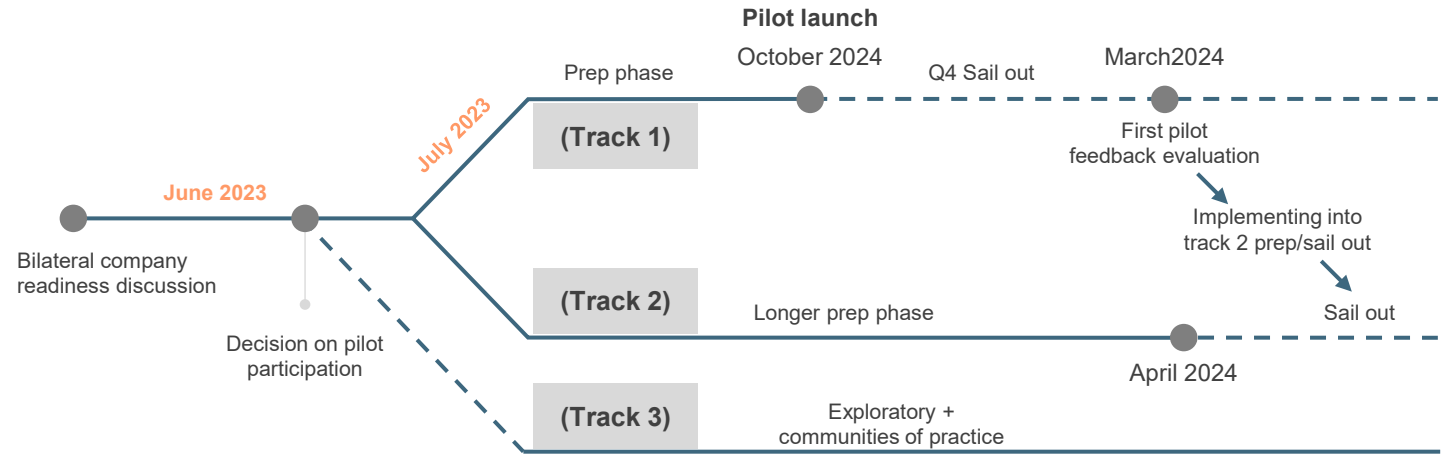 Pilot launch
October 2024
March2024
Prep phase
Q4 Sail out
July 2023
(Track 1)
First pilot
feedback evaluation
June 2023
Implementing into
track 2 prep/sail out
Bilateral company
readiness discussion
(Track 2)
Longer prep phase
Sail out
Decision on pilot
participation
April 2024
(Track 3)
Exploratory +
communities of practice